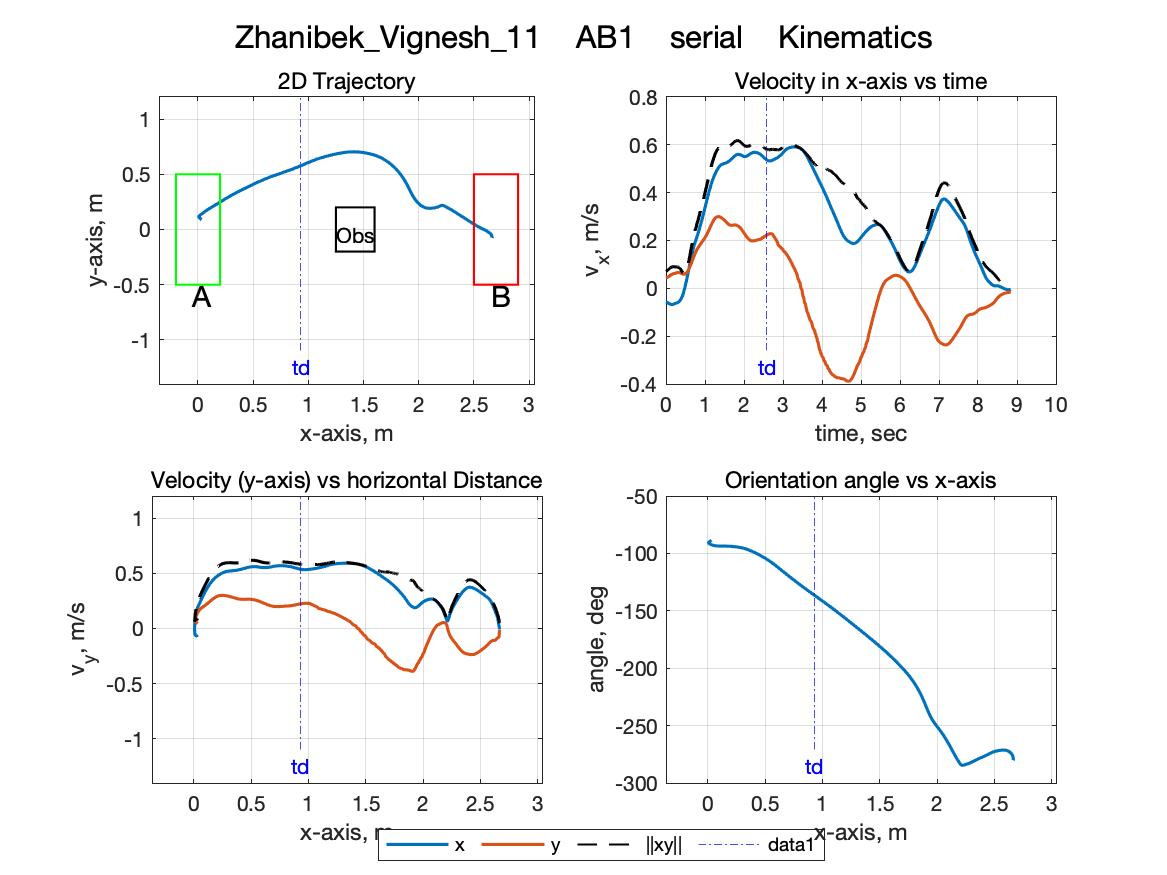 Zhanibek_Vignesh_11 AB1 serial Kinematics
2D Trajectory
1
0.5
0
-0.5
-1
y-axis, m
A
Obs
B
td
0 0.5 1 1.5 2 2.5 3
x-axis, m
Velocity in x-axis vs time
0.8
0.6
0.4
0.2
0
-0.2
-0.4
v_x, m/s
td
0 1 2 3 4 5 6 7 8 9 10
time, sec
Velocity (y-axis) vs horizontal Distance
1
0.5
0
-0.5
-1
v_y, m/s
td
0 0.5 1 1.5 2 2.5 3
x-axis, m
Orientation angle vs x-axis
-50
-100
-150
-200
-250
-300
angle, deg
td
0 0.5 1 1.5 2 2.5 3
x-axis, m
x y ||xy|| data1